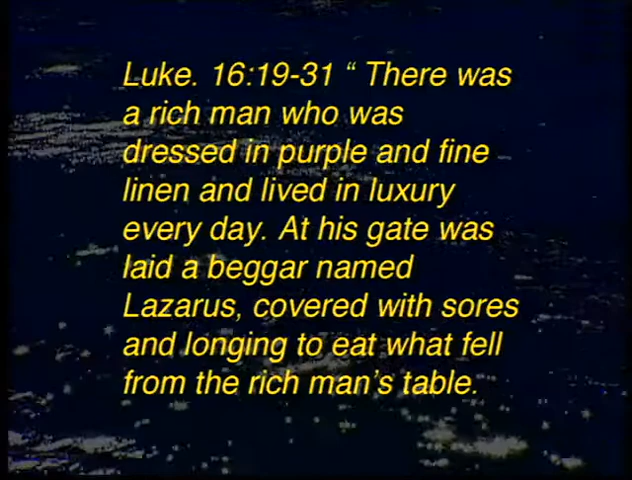 Luke. 16:19-31 “ There was
a rich man who was
dressed in purple and fine
linen and lived in luxury
every day. At his gate was
laid a beggar named
Lazarus, covered with sores
and longing to eat what fell
from the rich man’s table.